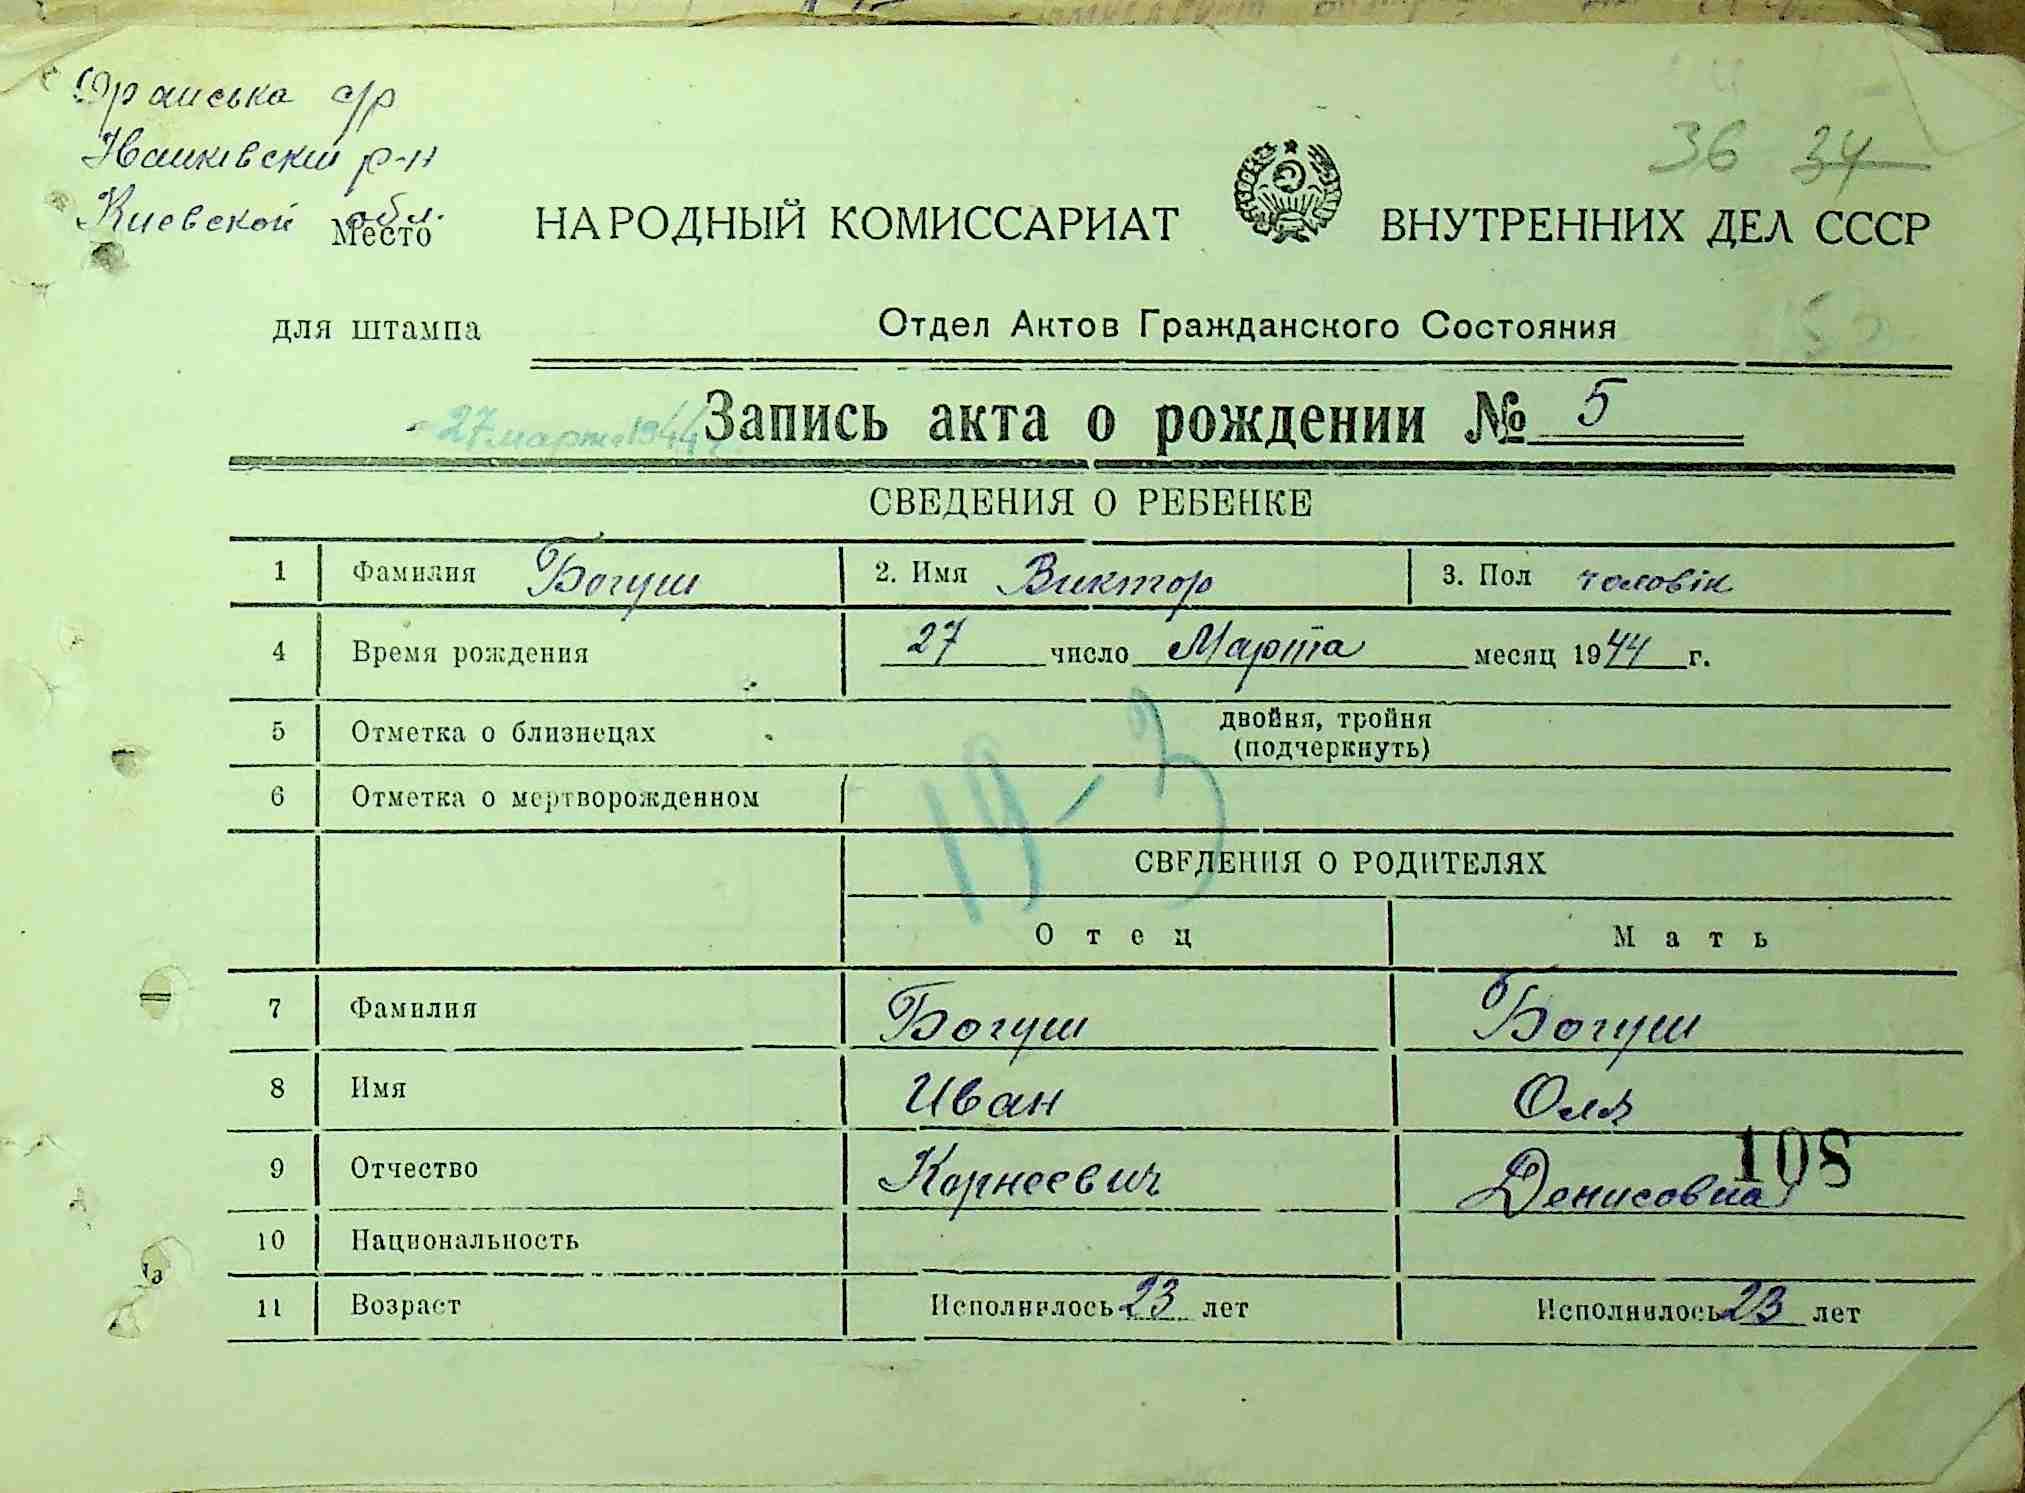 с/р
р-н
Киевской обл.
36 34
Место
НАРОДНЫЙ КОМИССАРИАТ ВНУТРЕННИХ ДЕЛ СССР
для штампа
Отдел Актов Гражданского Состояния
27 март 1944
Запись акта о рождении № 5
СВЕДЕНИЯ О РЕБЕНКЕ
1 Фамилия Богуш 2. Имя Виктор 3. Пол чоловік
4 Время рождения 27 число Марта месяц 1944 г.
5 Отметка о близнецах двойня, тройня
(подчеркнуть)
19-3
6 Отметка о мертворожденном
СВЕДЕНИЯ О РОДИТЕЛЯХ
Отец Мать
7 Фамилия Богуш Богуш
8 Имя Иван Оля
108
9 Отчество Корнеевич Денисовна
10 Национальность
11 Возраст Исполнилось 23 лет Исполнилось 23 лет